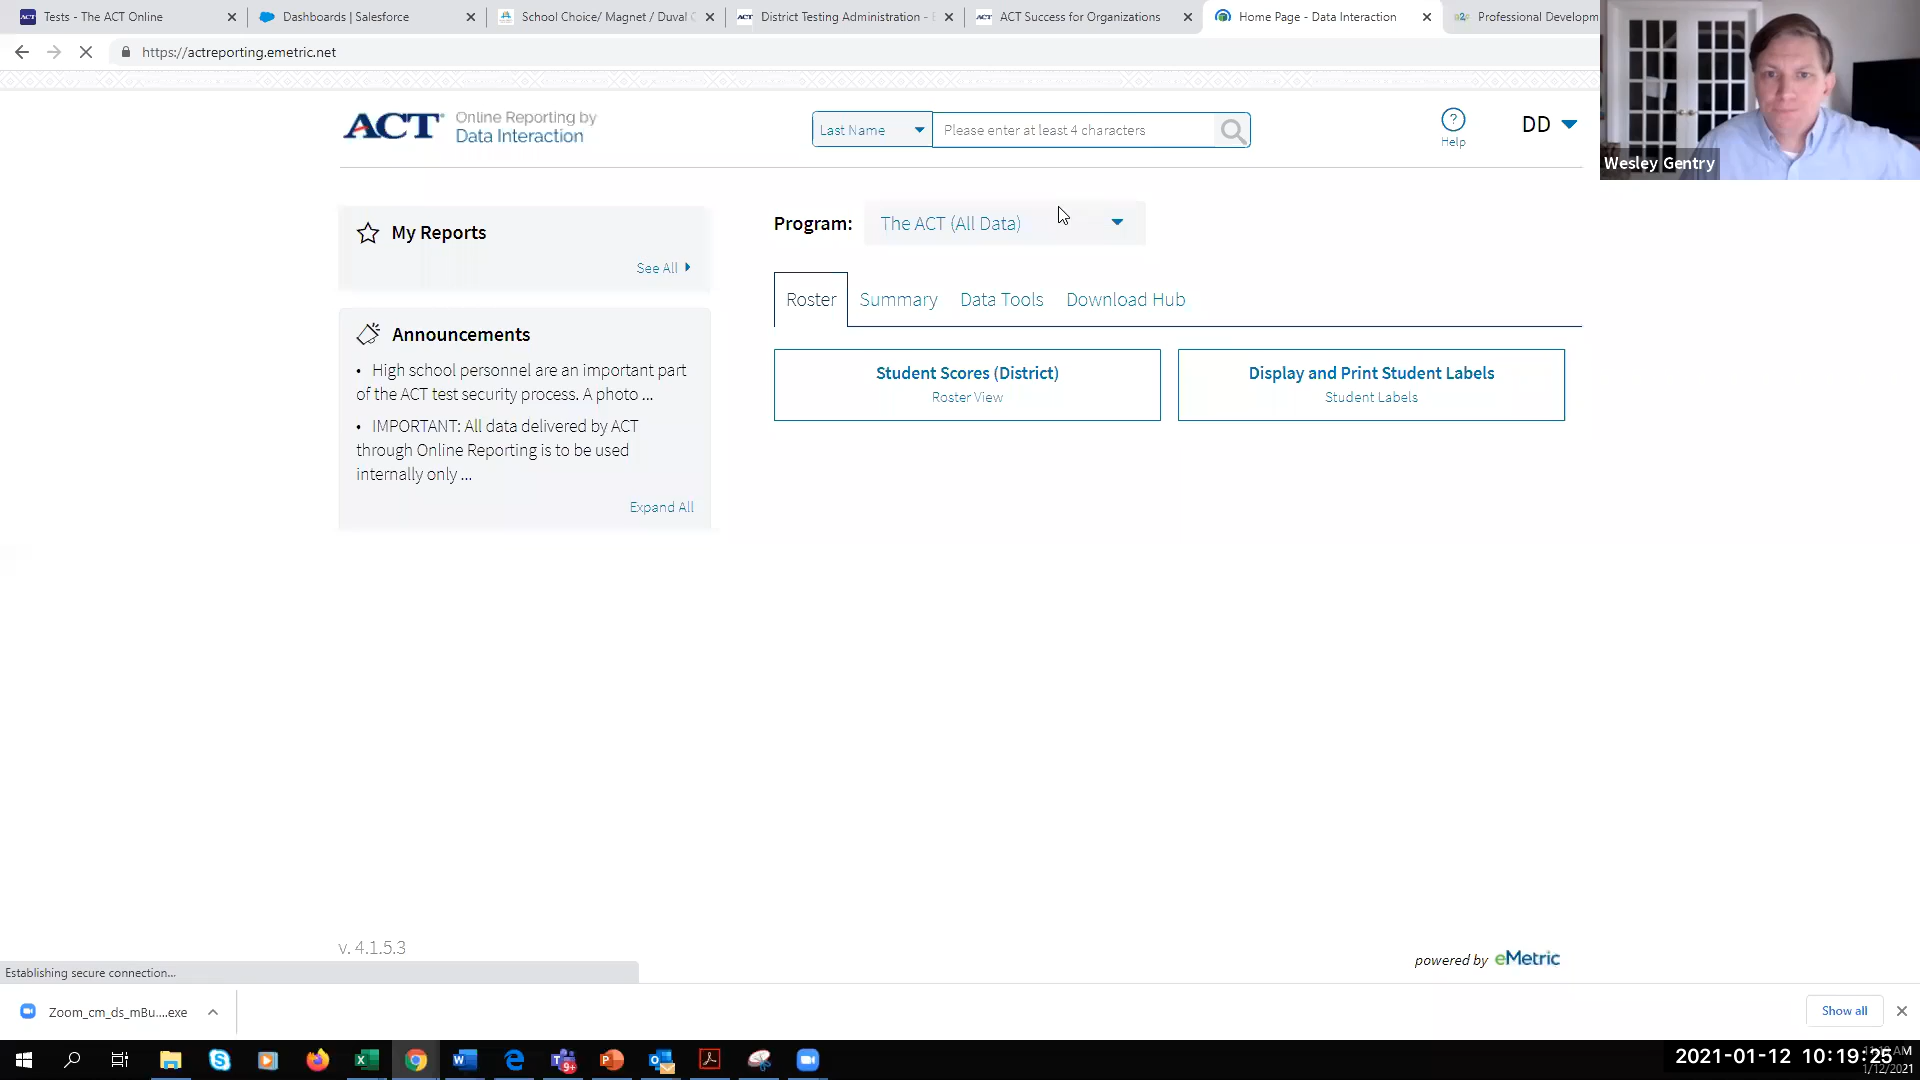 Tests - The ACT Online
Dashboards | Salesforce
School Choice/ Magnet / Duval
ACT
District Testing Administration -
ACT
ACT Success for Organizations
Home Page - Data Interaction
Professional Developm
https://actreporting.emetric.net
ACT
Online Reporting by
Data Interaction
Last Name
Please enter at least 4 characters
?
Help
DD
Wesley Gentry
My Reports
See All
Program:
The ACT (All Data)
Announcements
• High school personnel are an important part
of the ACT test security process. A photo ...
• IMPORTANT: All data delivered by ACT
through Online Reporting is to be used
internally only ...
Expand All
Roster
Summary
Data Tools
Download Hub
Student Scores (District)
Roster View
Display and Print Student Labels
Student Labels
v. 4.1.5.3
powered by eMetric
Establishing secure connection...
Zoom_cm_ds_mBu....exe
Show all
9+
2021-01-12 10:19:25
AM
1/12/2021